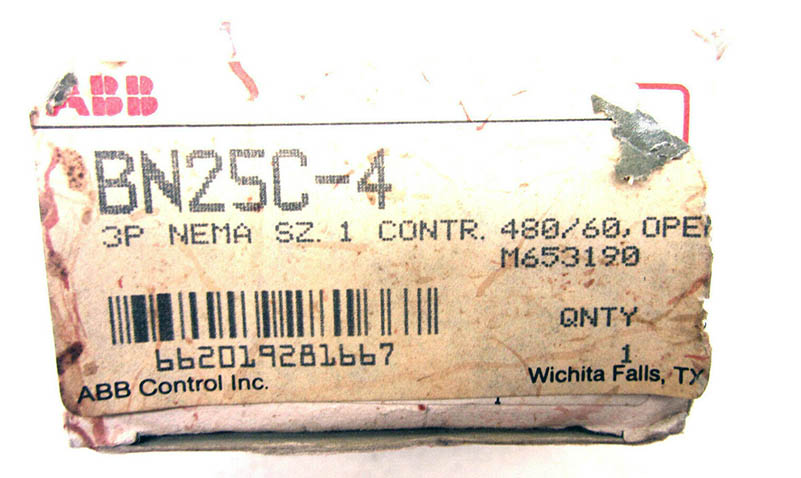 ABB
BN25C-4
3P NEMA SZ. 1 CONTR. 480/60, OPEN
M653190
QNTY
662019281667
1
ABB Control Inc.
Wichita Falls, TX